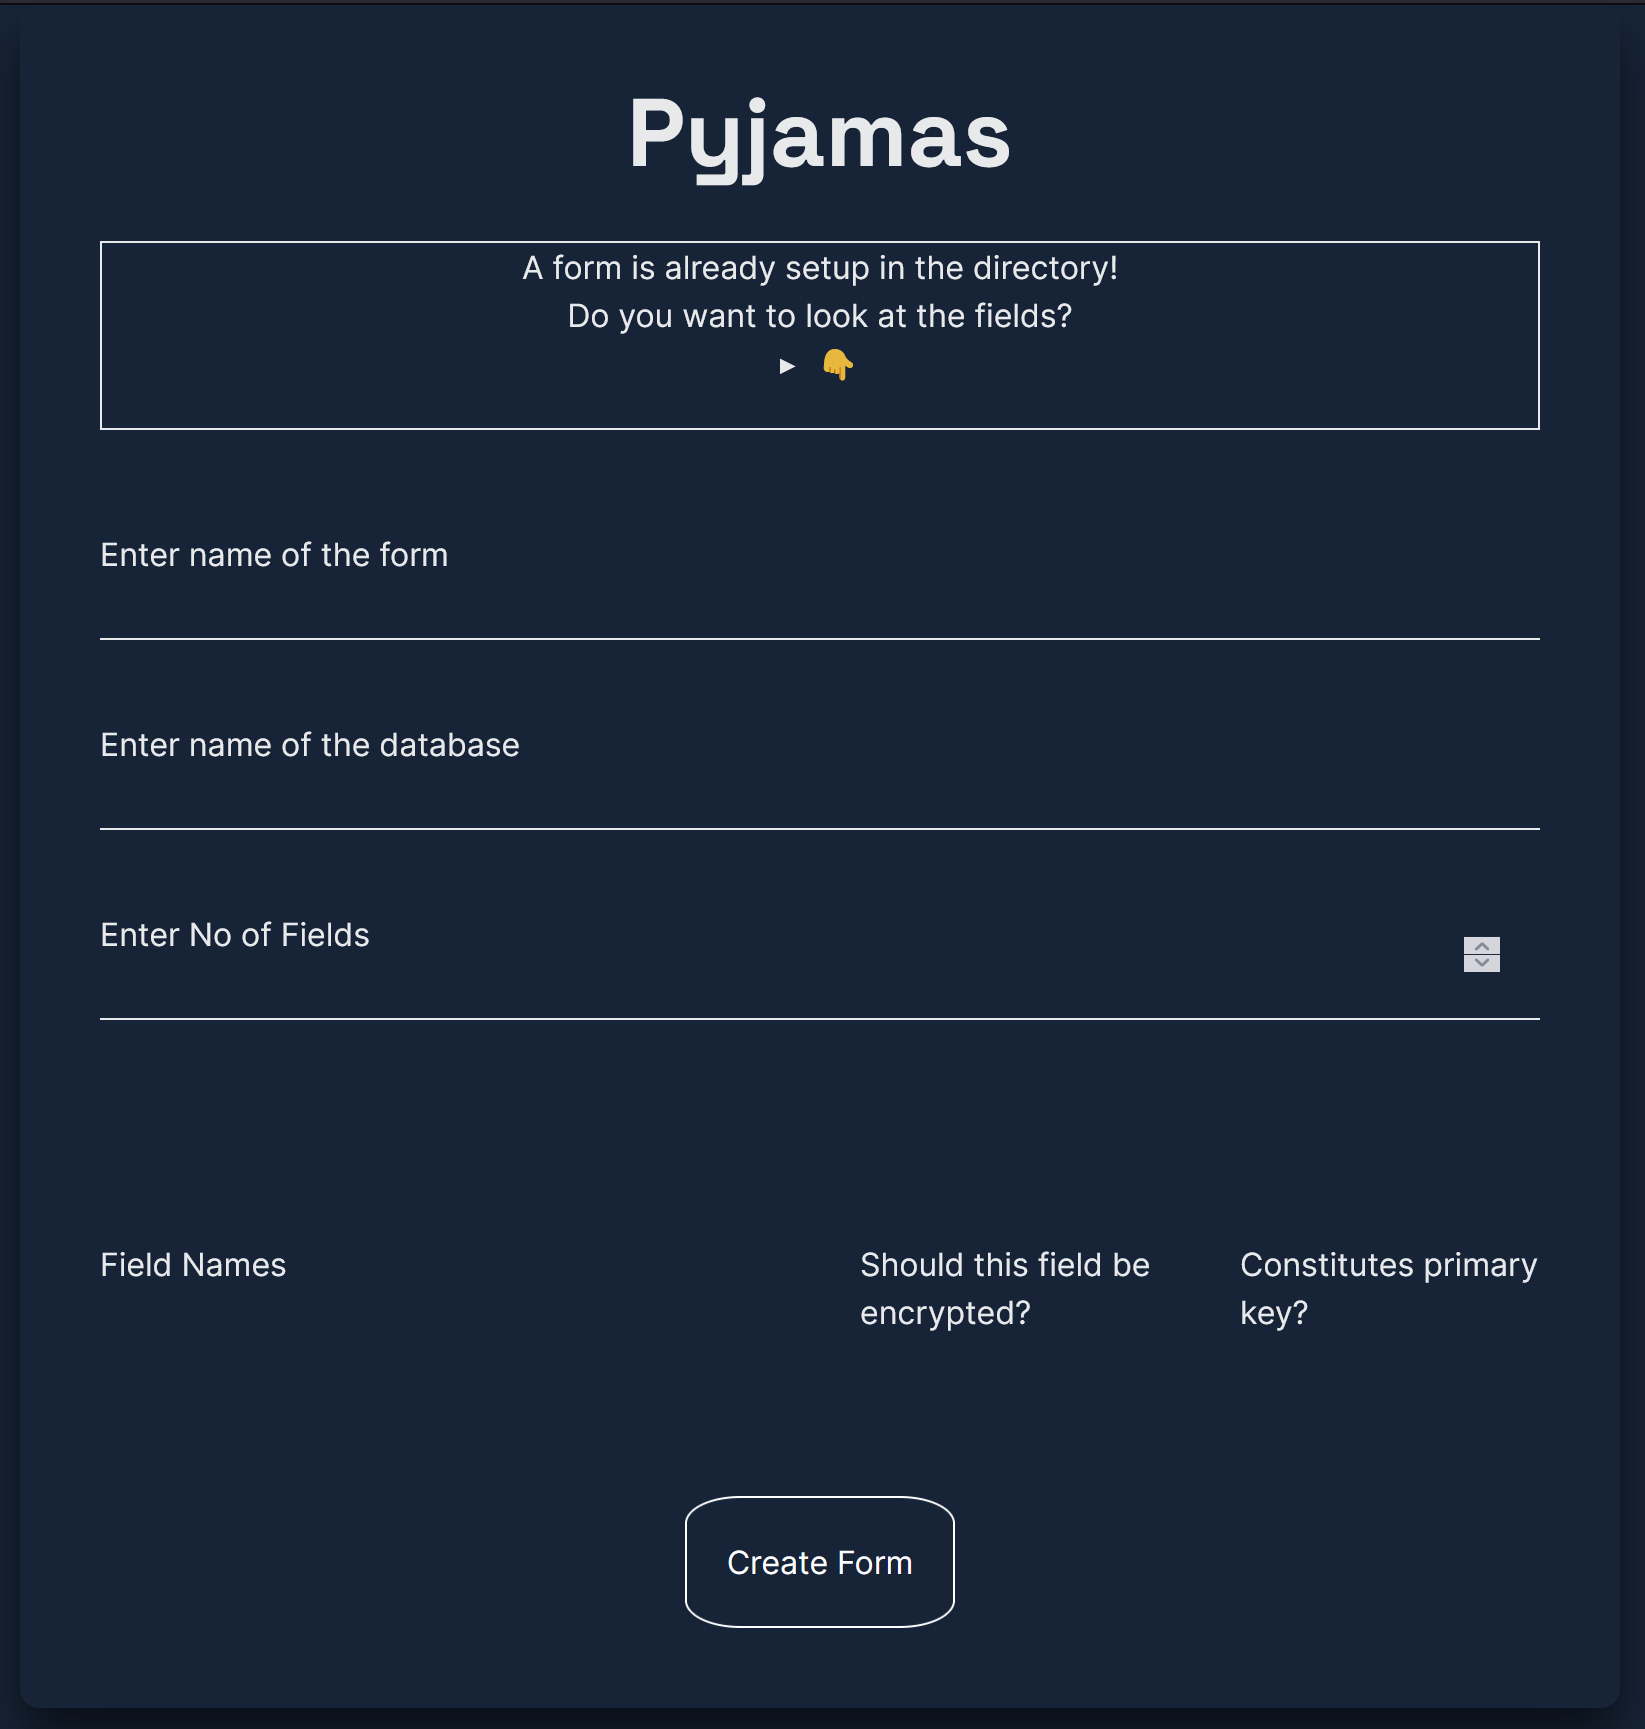 Pyjamas
A form is already setup in the directory!
Do you want to look at the fields?
▶ 👇
Enter name of the form
Enter name of the database
Enter No of Fields
Field Names
Should this field be
encrypted?
Constitutes primary
key?
Create Form